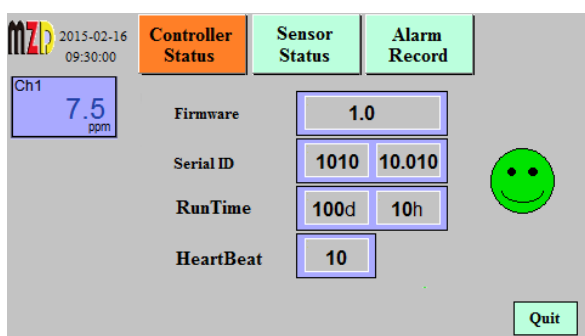 MZD 2015-02-16
09:30:00
Controller Status
Sensor Status
Alarm Record
Ch1
7.5
ppm
Firmware 1.0
Serial ID 1010 10.010
RunTime 100d 10h
HeartBeat 10
Quit